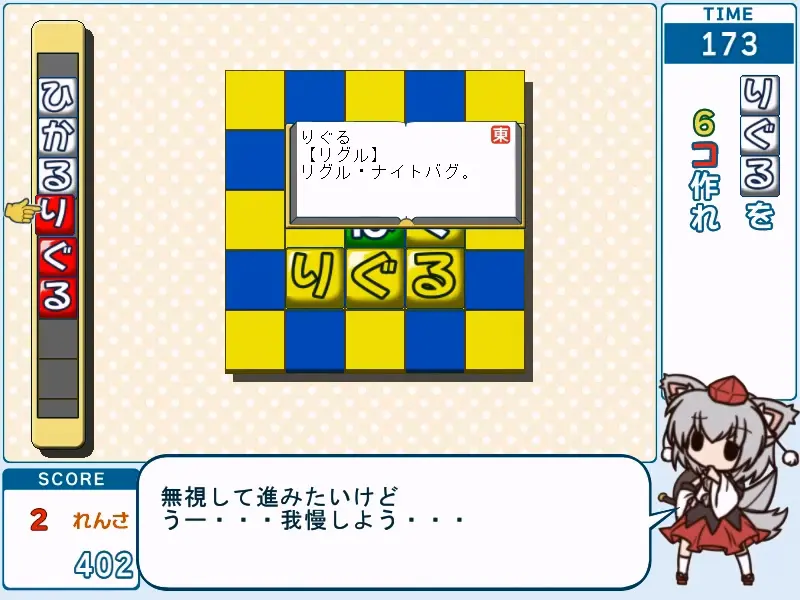 ひかるりぐる
りぐる
【リグル】
リグル・ナイトバグ。
東
りぐる
TIME
173
りぐるを
6コ作れ
SCORE
2 れんさ
402
無視して進みたいけど
うー・・・我慢しよう・・・